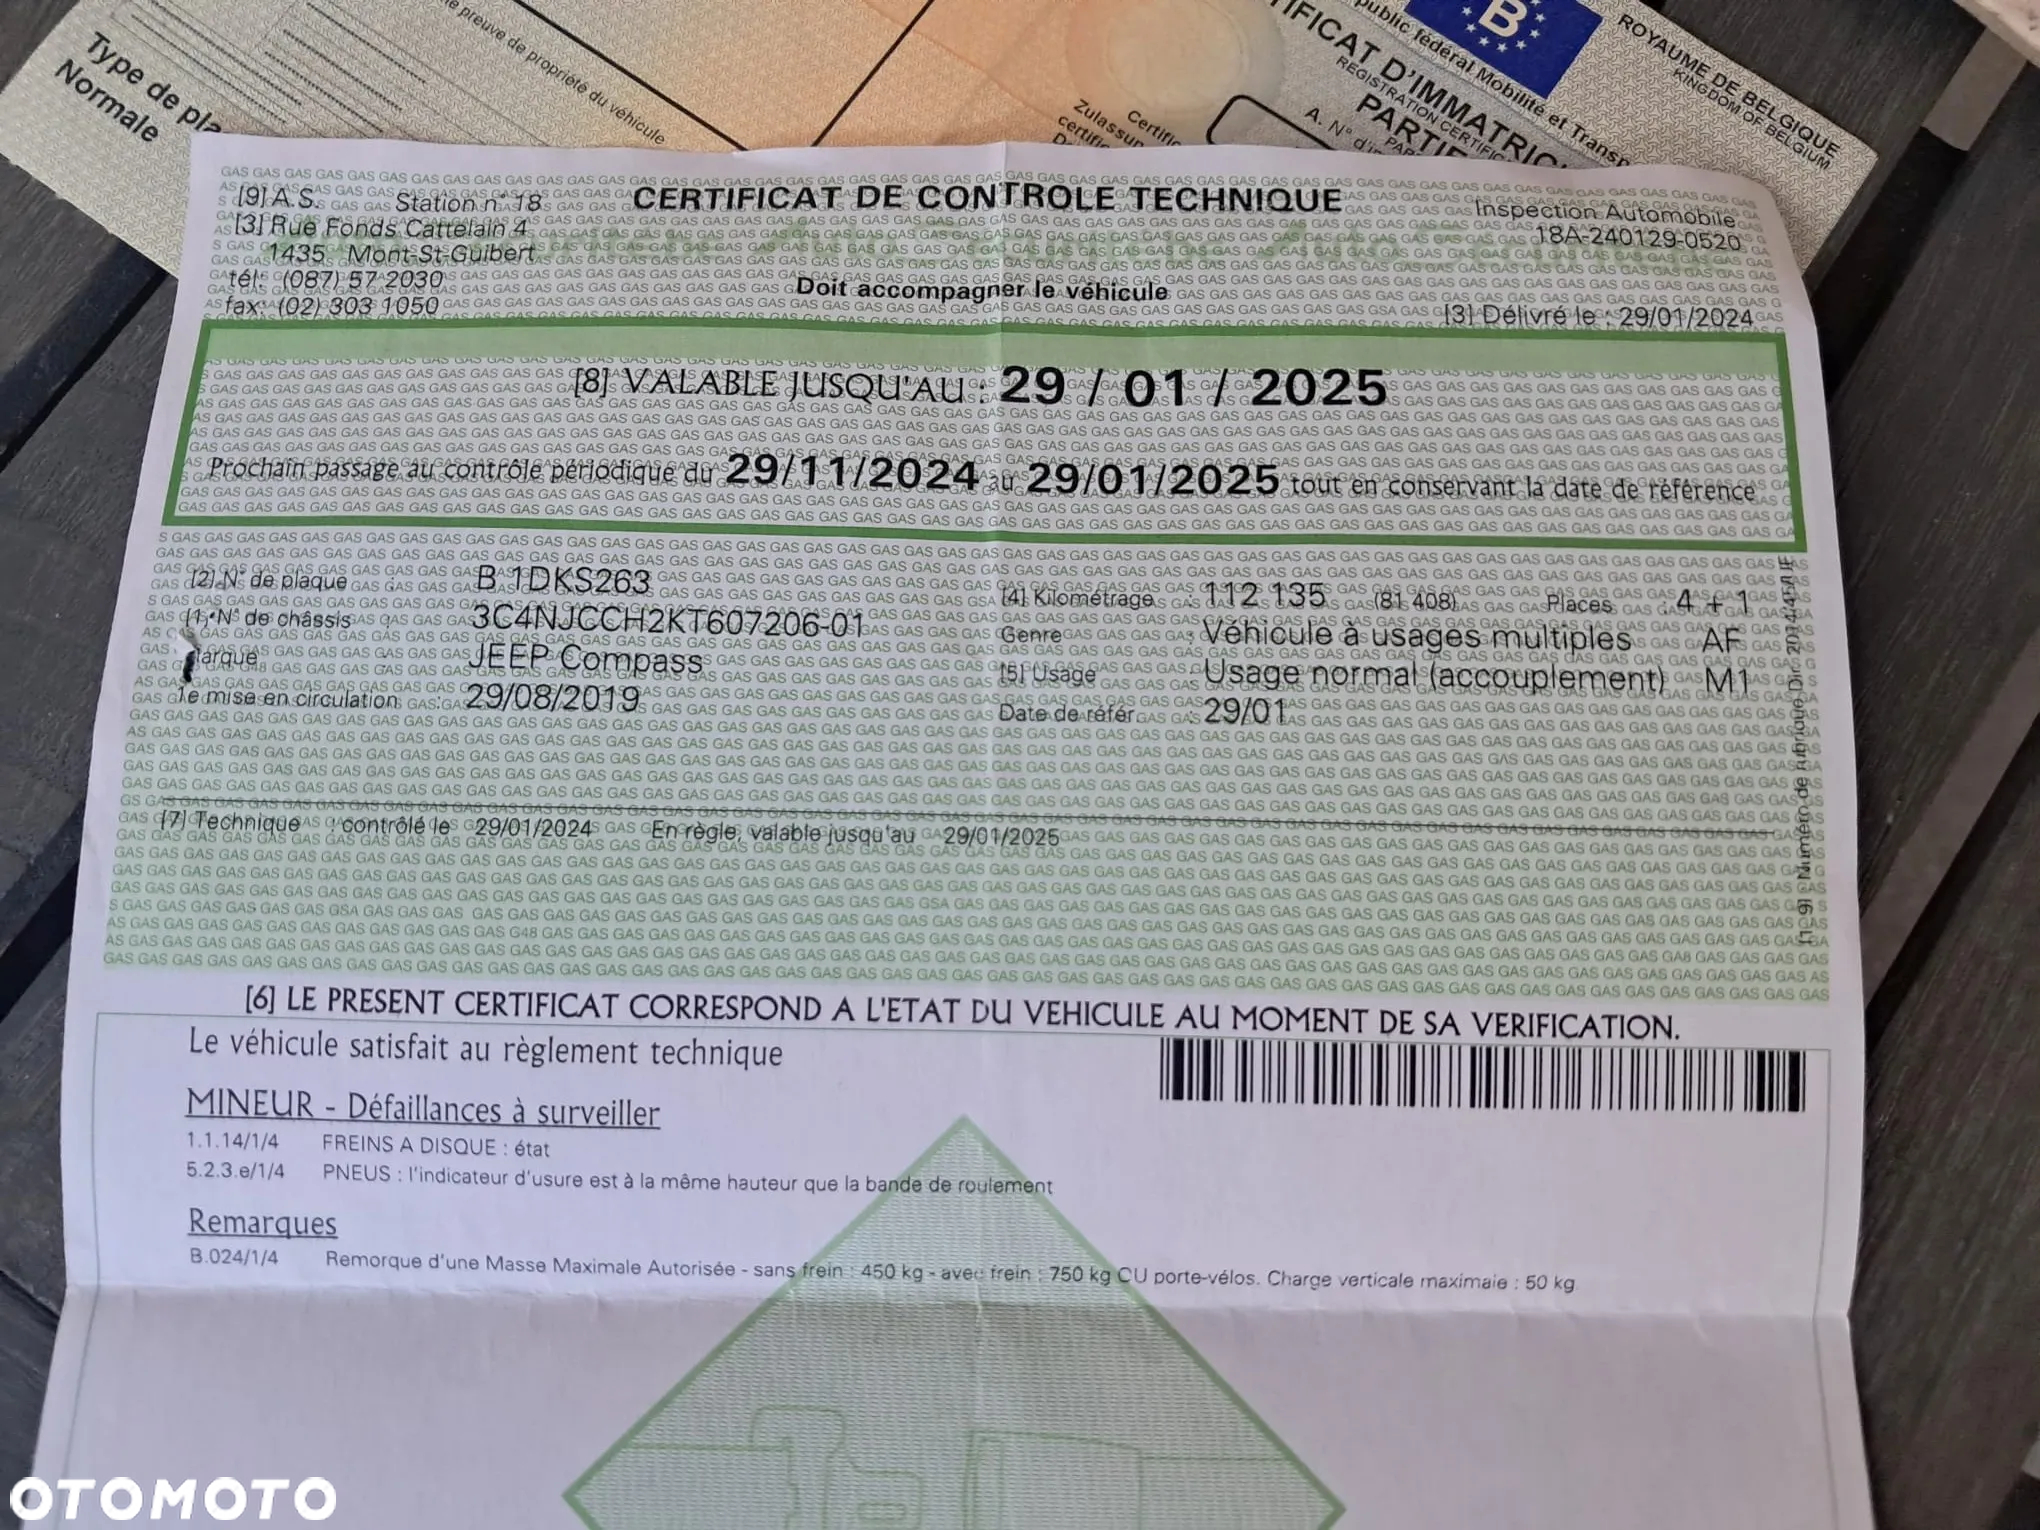 Type de pla
Normale
e preuve de propriété du véhicule
Zulassun
certific
Certific
TIFICAT D'IMMATRIC
REGISTRATION CERTIFIC
PARTIE
A. N°
public fédéral Mobilité et Transp
B
ROYAUME DE BELGIQUE
KINGDOM OF BELGIUM
[9] A.S. Station n° 18
[3] Rue Fonds Cattelain 4
1435 Mont-St-Guibert
tél: (087) 57 2030
fax: (02) 303 1050
CERTIFICAT DE CONTROLE TECHNIQUE
Doit accompagner le véhicule
Inspection Automobile
18A-240129-0520
[3] Délivré le : 29/01/2024
[8] VALABLE JUSQU'AU : 29 / 01 / 2025
Prochain passage au contrôle périodique du 29/11/2024 au 29/01/2025 tout en conservant la date de référence
[2] N° de plaque : B 1DKS263
[1] N° de châssis : 3C4NJCCH2KT607206-01
arque : JEEP Compass
1e mise en circulation : 29/08/2019
[4] Kilométrage : 112 135 (81 408) Places : 4 + 1
Genre : Véhicule à usages multiples AF
[5] Usage : Usage normal (accouplement) M1
Date de référ. : 29/01
[7] Technique : contrôlé le 29/01/2024 En règle, valable jusqu'au 29/01/2025
[6] LE PRESENT CERTIFICAT CORRESPOND A L'ETAT DU VEHICULE AU MOMENT DE SA VERIFICATION.
Le véhicule satisfait au règlement technique
MINEUR - Défaillances à surveiller
1.1.14/1/4 FREINS A DISQUE : état
5.2.3.e/1/4 PNEUS : l'indicateur d'usure est à la même hauteur que la bande de roulement
Remarques
B.024/1/4 Remorque d'une Masse Maximale Autorisée - sans frein : 450 kg - avec frein : 750 kg OU porte-vélos. Charge verticale maximale : 50 kg
OTOMOTO